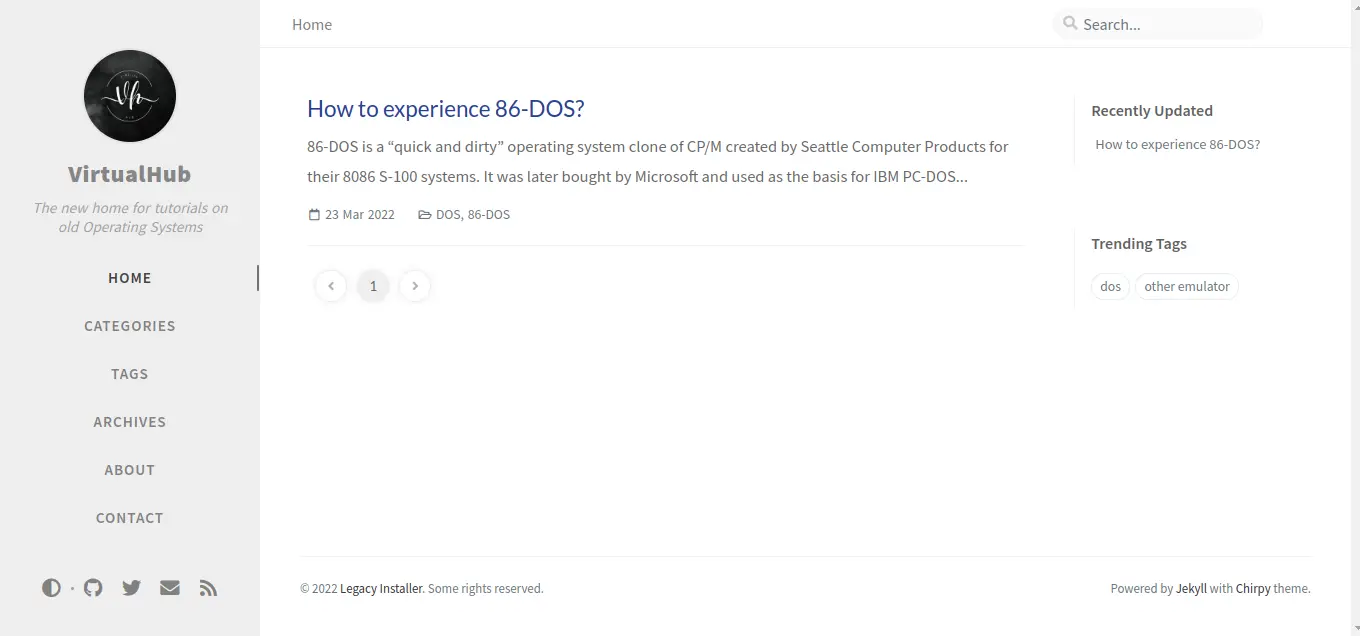 VirtualHub
The new home for tutorials on
old Operating Systems
HOME
CATEGORIES
TAGS
ARCHIVES
ABOUT
CONTACT
Home
Search...
How to experience 86-DOS?
86-DOS is a “quick and dirty” operating system clone of CP/M created by Seattle Computer Products for
their 8086 S-100 systems. It was later bought by Microsoft and used as the basis for IBM PC-DOS...
23 Mar 2022 DOS, 86-DOS
1
Recently Updated
How to experience 86-DOS?
Trending Tags
dos other emulator
© 2022 Legacy Installer. Some rights reserved.
Powered by Jekyll with Chirpy theme.